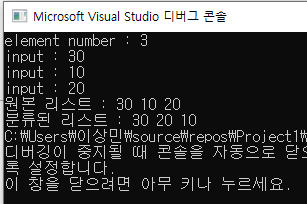 Microsoft Visual Studio 디버그 콘솔
element number : 3
input : 30
input : 10
input : 20
원본 리스트 : 30 10 20
분류된 리스트 : 30 20 10
C:\Users\이상민\source\repos\Project1\
디버깅이 중지될 때 콘솔을 자동으로 닫으
록 설정합니다.
이 창을 닫으려면 아무 키나 누르세요.